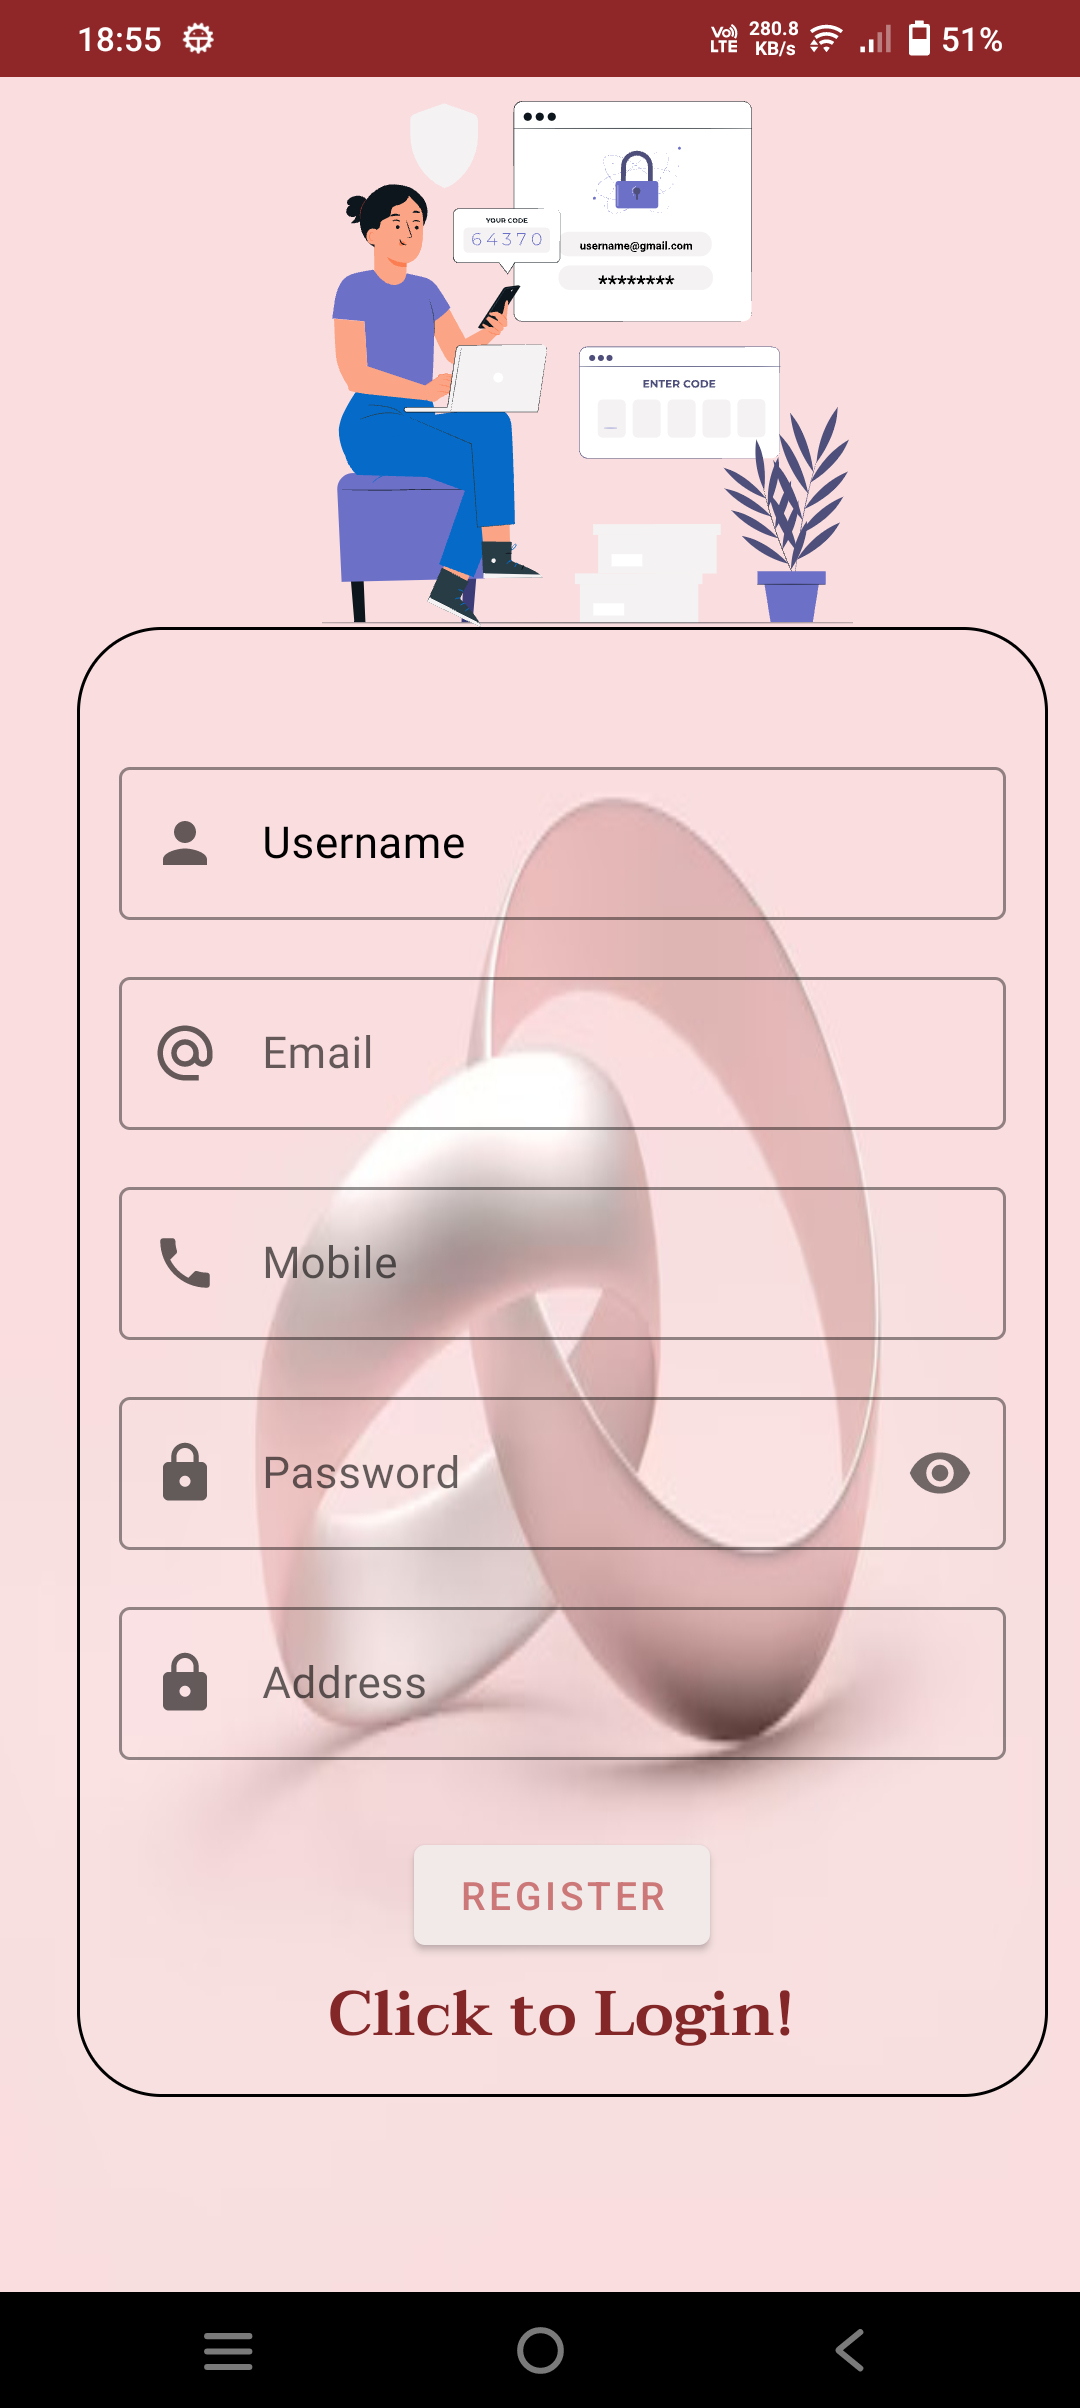 18:55
Vo)) LTE
280.8 KB/s
51%
YOUR CODE
64370
username@gmail.com
********
ENTER CODE
Username
Email
Mobile
Password
Address
REGISTER
Click to Login!